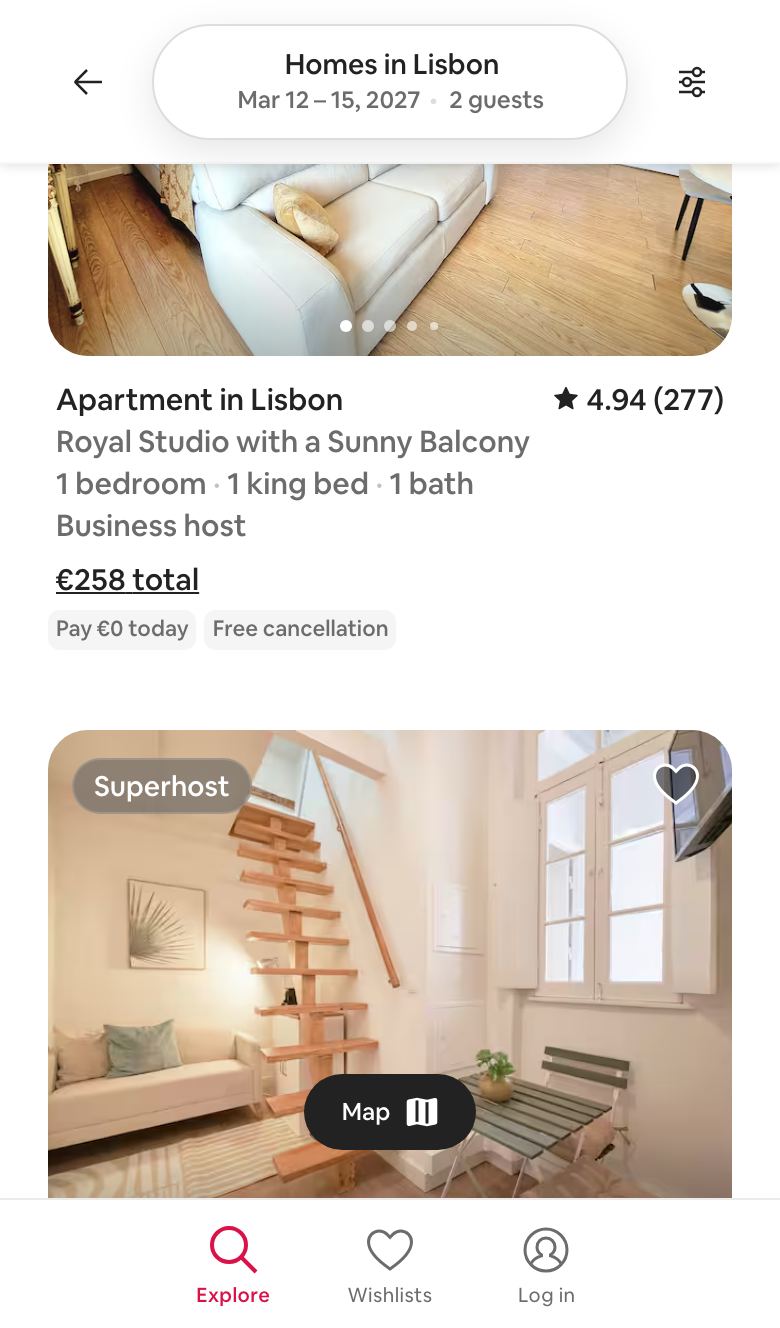 Homes in Lisbon
Mar 12 – 15, 2027 • 2 guests
Apartment in Lisbon ★ 4.94 (277)
Royal Studio with a Sunny Balcony
1 bedroom · 1 king bed · 1 bath
Business host
€258 total
Pay €0 today Free cancellation
Superhost
Map
Explore Wishlists Log in